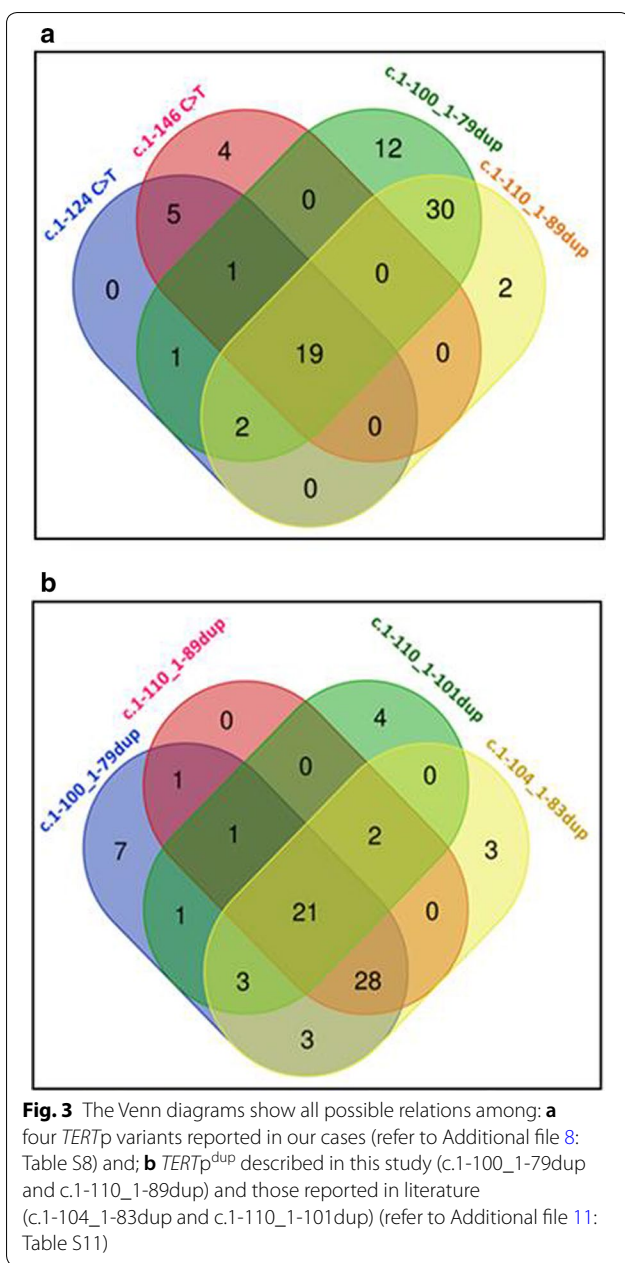 a
c.1-124 C>T
c.1-146 C>T
c.1-100_1-79dup
c.1-110_1-89dup
4
12
0
5
30
1
0
0
2
1
19
0
2
0
0
b
c.1-100_1-79dup
c.1-110_1-89dup
c.1-110_1-101dup
c.1-104_1-83dup
0
4
0
1
0
1
2
7
3
1
21
0
3
28
3
Fig. 3 The Venn diagrams show all possible relations among: a
four TERTp variants reported in our cases (refer to Additional file 8:
Table S8) and; b TERTpdup described in this study (c.1-100_1-79dup
and c.1-110_1-89dup) and those reported in literature
(c.1-104_1-83dup and c.1-110_1-101dup) (refer to Additional file 11:
Table S11)